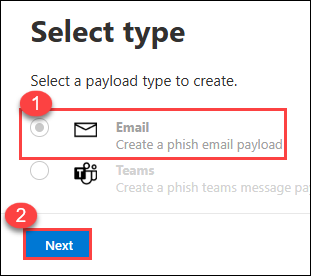 Select type
Select a payload type to create.
1
Email
Create a phish email payload
Teams
Create a phish teams message pa
2
Next